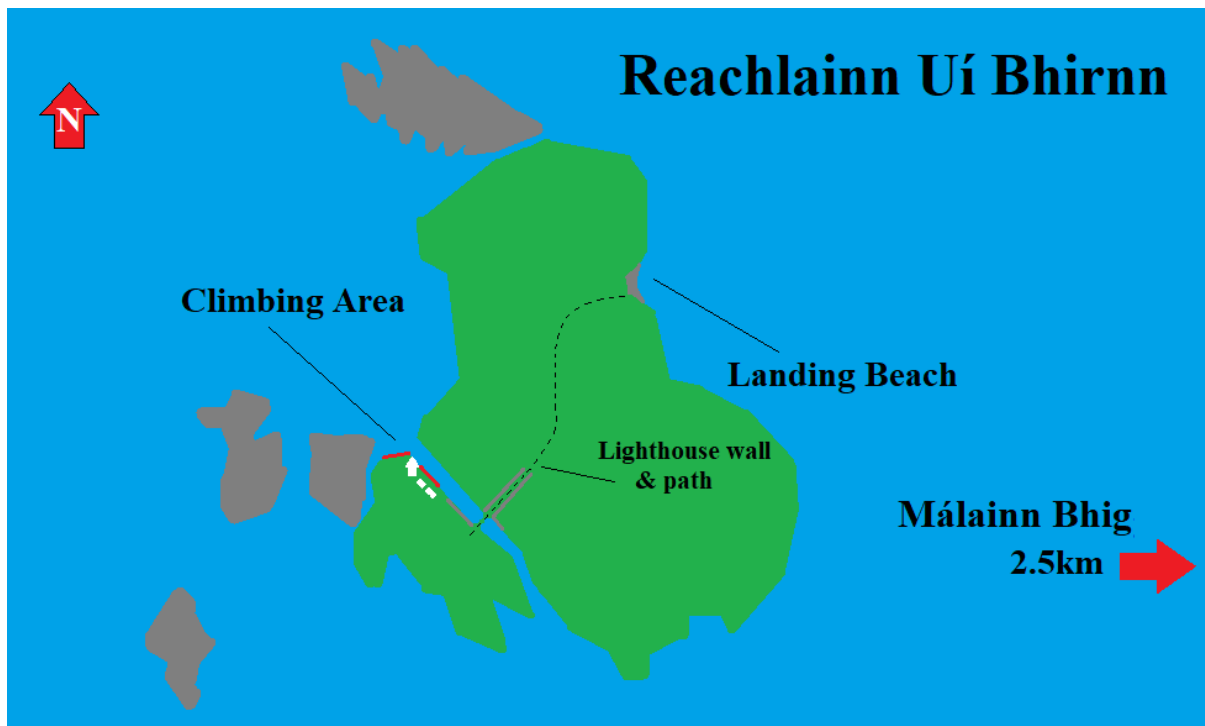 Reachlainn Uí Bhirnn
N
Climbing Area
Landing Beach
Lighthouse wall
& path
Málainn Bhig
2.5km